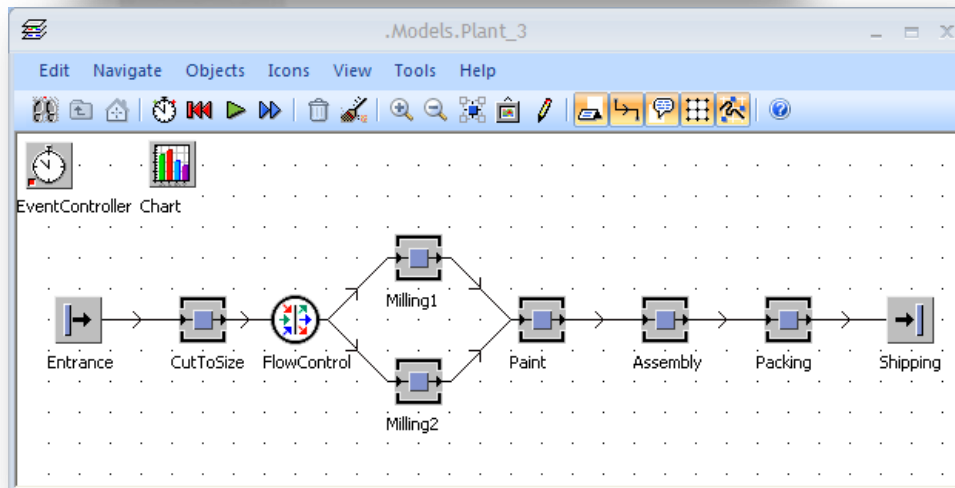 .Models.Plant_3
Edit Navigate Objects Icons View Tools Help
EventController Chart
Milling1
Entrance CutToSize FlowControl Paint Assembly Packing Shipping
Milling2